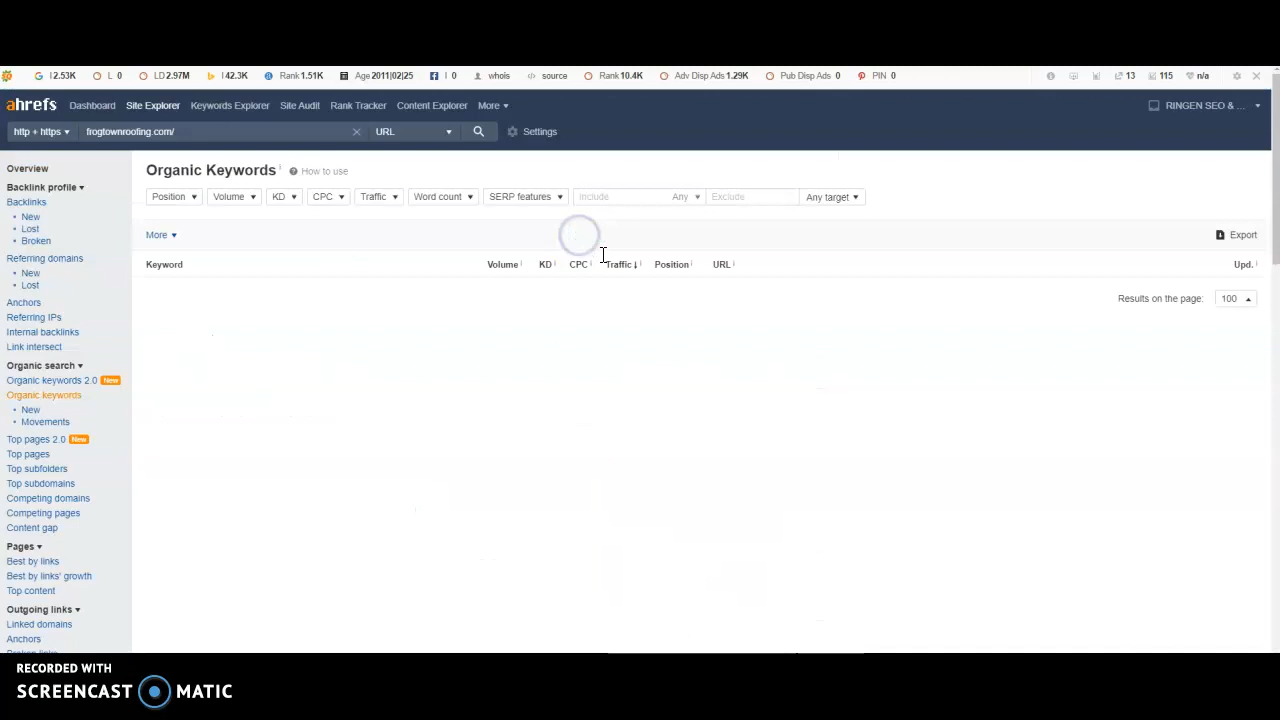 I 2.53K L 0 LD 2.97M I 42.3K Rank 1.51K Age 2011|02|25 I 0 whois source Rank 10.4K Adv Disp Ads 1.29K Pub Disp Ads 0 PIN 0 13 115 n/a
ahrefs Dashboard Site Explorer Keywords Explorer Site Audit Rank Tracker Content Explorer More RINGEN SEO & ...
http + https frogtownroofing.com/ URL Settings
Overview
Backlink profile
Backlinks
New
Lost
Broken
Referring domains
New
Lost
Anchors
Referring IPs
Internal backlinks
Link intersect
Organic search
Organic keywords 2.0 New
Organic keywords
New
Movements
Top pages 2.0 New
Top pages
Top subfolders
Top subdomains
Competing domains
Competing pages
Content gap
Pages
Best by links
Best by links' growth
Top content
Outgoing links
Linked domains
Anchors
Broken links
Organic Keywords How to use
Position Volume KD CPC Traffic Word count SERP features Include Any Exclude Any target
More Export
Keyword Volume KD CPC Traffic Position URL Upd.
Results on the page: 100
RECORDED WITH
SCREENCAST MATIC